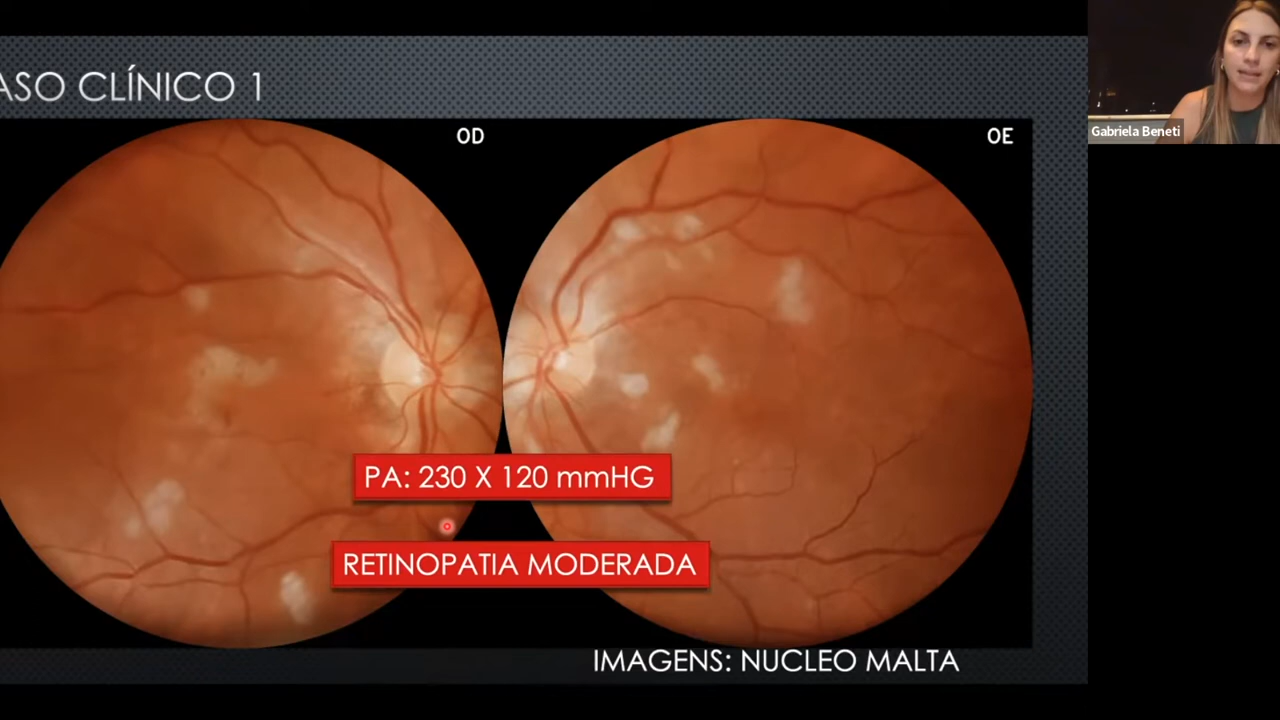 ASO CLÍNICO 1
OD
OE
Gabriela Beneti
PA: 230 X 120 mmHG
RETINOPATIA MODERADA
IMAGENS: NUCLEO MALTA